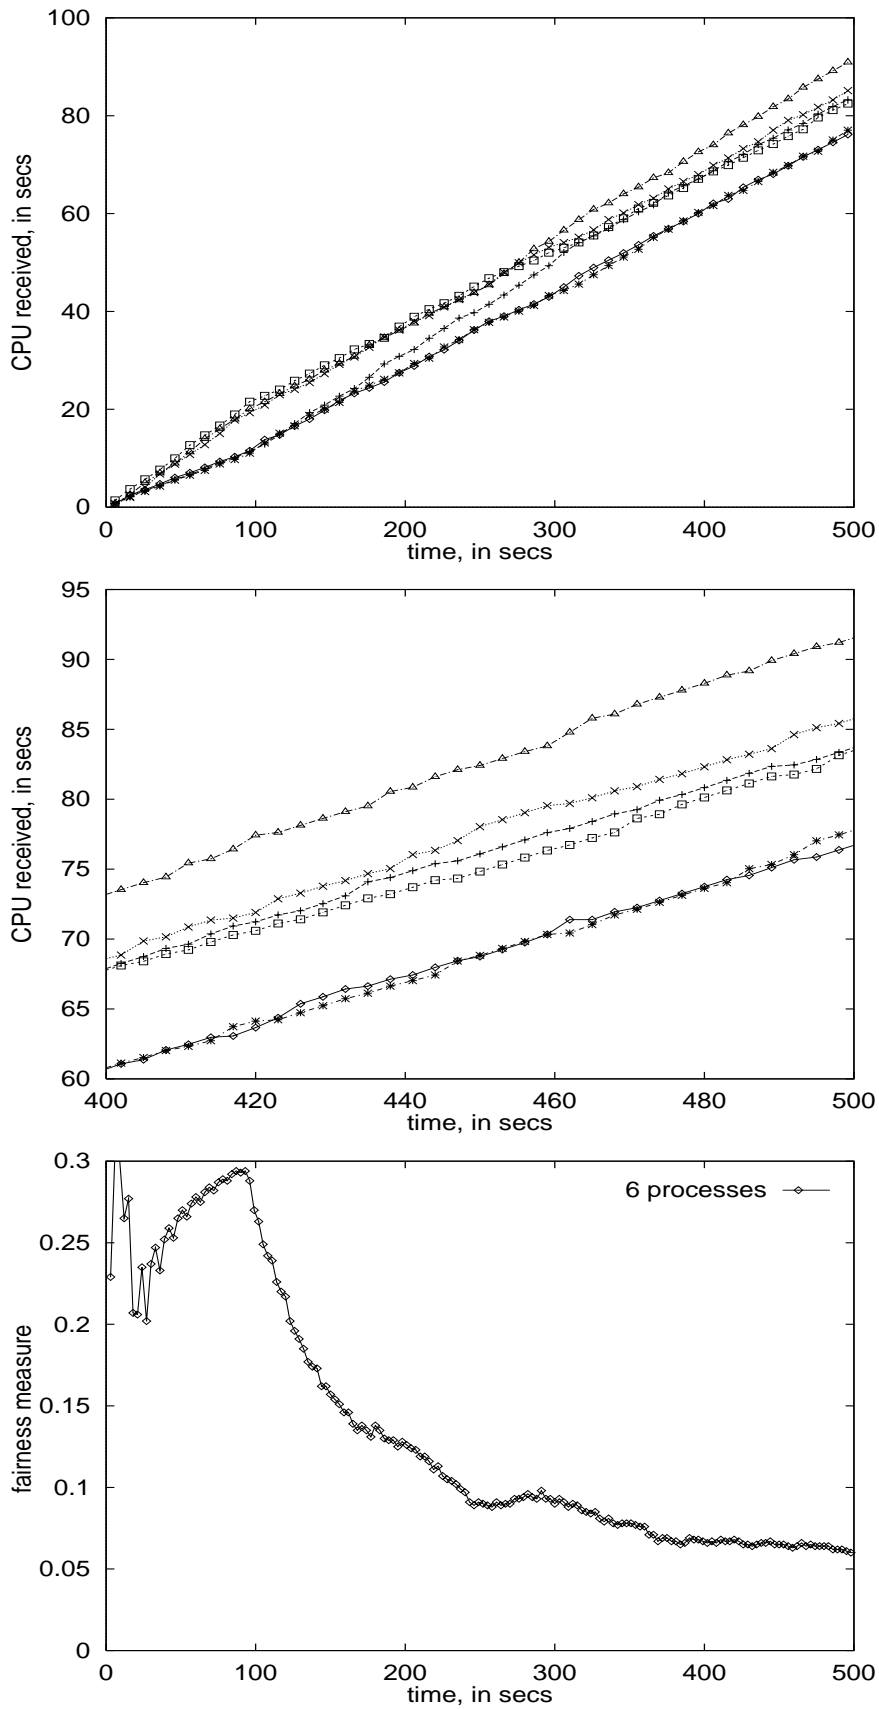 100
80
60
40
20
0
CPU received, in secs
0 100 200 300 400 500
time, in secs
95
90
85
80
75
70
65
60
CPU received, in secs
400 420 440 460 480 500
time, in secs
0.3
0.25
0.2
0.15
0.1
0.05
0
fairness measure
6 processes
0 100 200 300 400 500
time, in secs